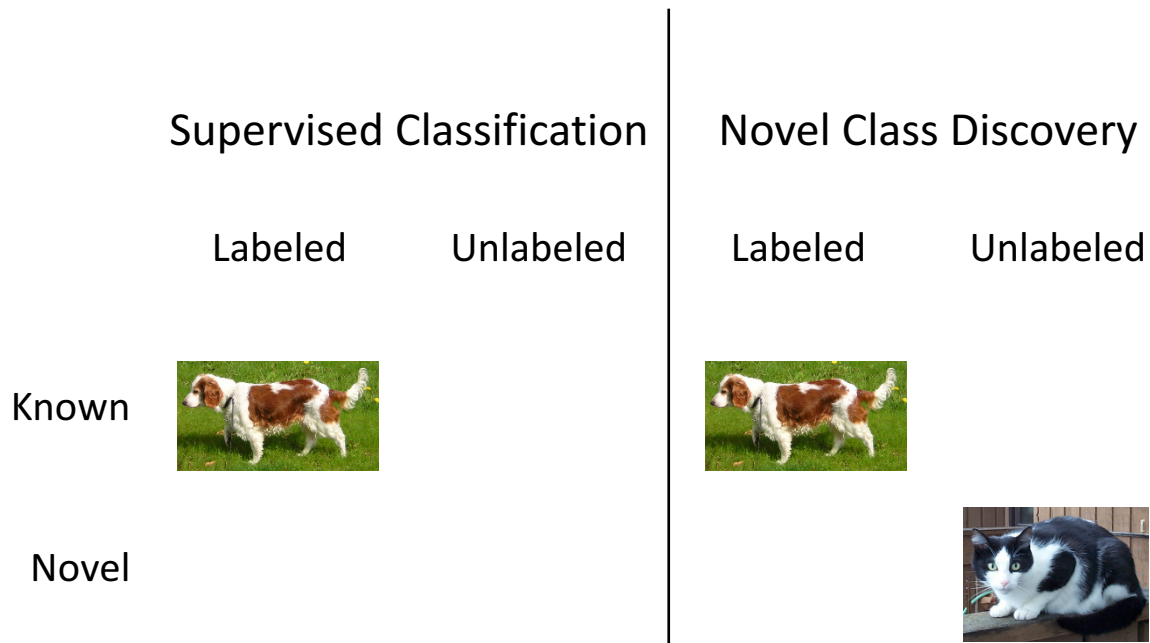 Supervised Classification Novel Class Discovery
Labeled Unlabeled Labeled Unlabeled
Known
Novel